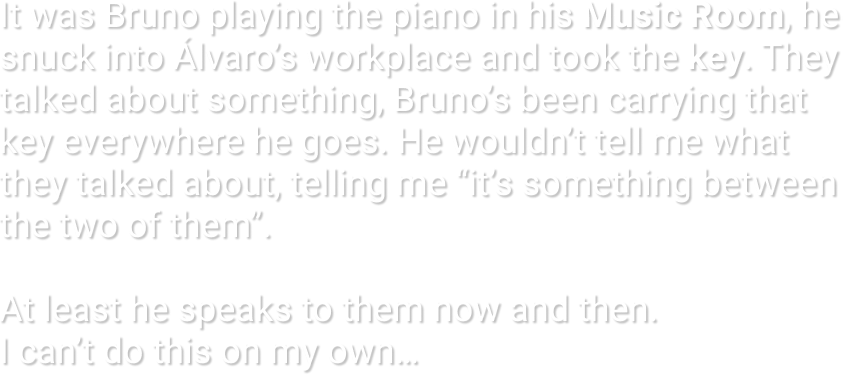 It was Bruno playing the piano in his Music Room, he
snuck into Álvaro’s workplace and took the key. They
talked about something, Bruno’s been carrying that
key everywhere he goes. He wouldn’t tell me what
they talked about, telling me “it’s something between
the two of them”.
At least he speaks to them now and then.
I can’t do this on my own…